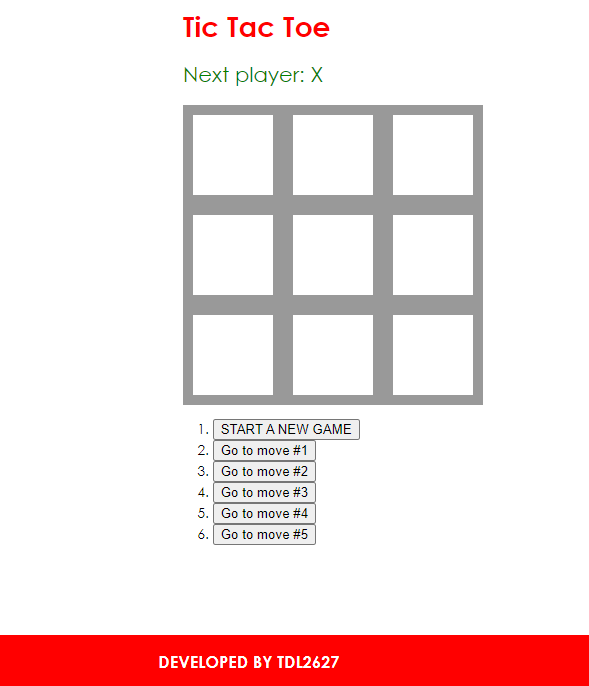 Tic Tac Toe
Next player: X
1. START A NEW GAME
2. Go to move #1
3. Go to move #2
4. Go to move #3
5. Go to move #4
6. Go to move #5
DEVELOPED BY TDL2627